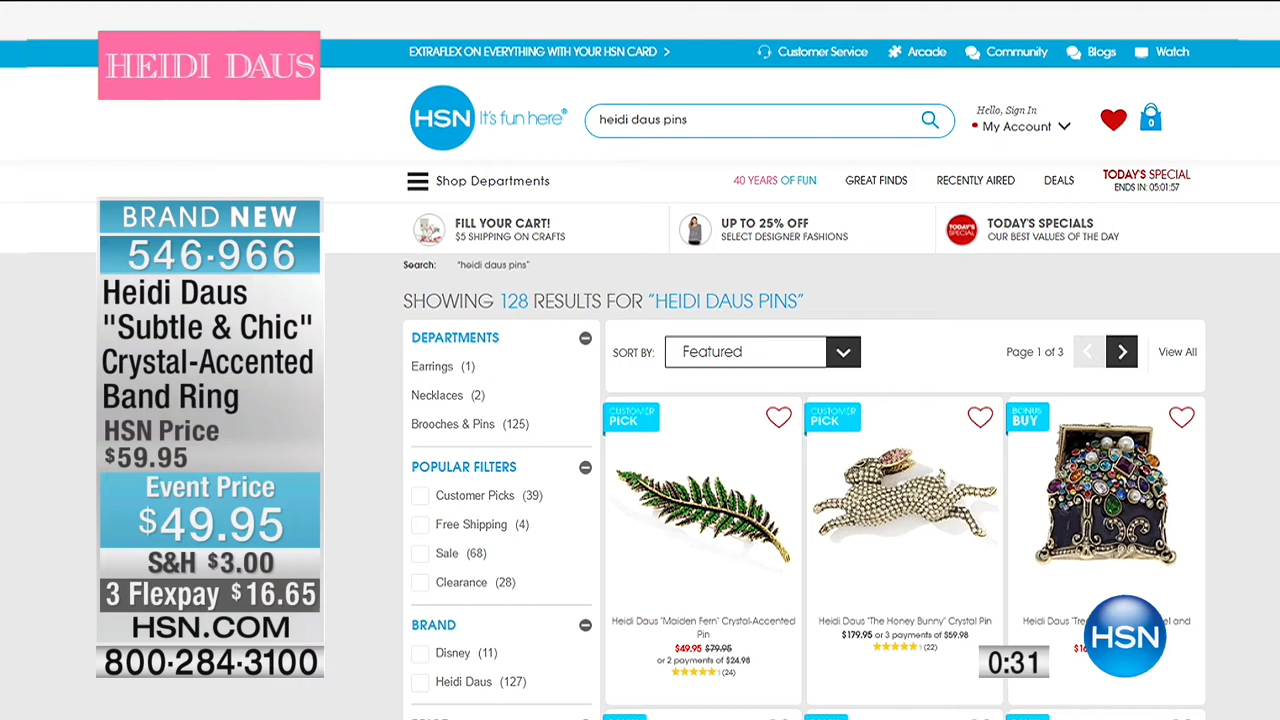 HEIDI DAUS
BRAND NEW
546-966
Heidi Daus
"Subtle & Chic"
Crystal-Accented
Band Ring
HSN Price
$59.95
Event Price
$49.95
S&H $3.00
3 Flexpay $16.65
HSN.COM
800-284-3100
EXTRAFLEX ON EVERYTHING WITH YOUR HSN CARD >
Customer Service
Arcade
Community
Blogs
Watch
HSN It's fun here®
heidi daus pins
Hello, Sign In
My Account
0
Shop Departments
40 YEARS OF FUN
GREAT FINDS
RECENTLY AIRED
DEALS
TODAY'S SPECIAL
ENDS IN: 05:01:57
FILL YOUR CART!
$5 SHIPPING ON CRAFTS
UP TO 25% OFF
SELECT DESIGNER FASHIONS
TODAY'S SPECIAL
TODAY'S SPECIALS
OUR BEST VALUES OF THE DAY
Search: "heidi daus pins"
SHOWING 128 RESULTS FOR "HEIDI DAUS PINS"
DEPARTMENTS
Earrings (1)
Necklaces (2)
Brooches & Pins (125)
POPULAR FILTERS
Customer Picks (39)
Free Shipping (4)
Sale (68)
Clearance (28)
BRAND
Disney (11)
Heidi Daus (127)
SORT BY: Featured
Page 1 of 3
View All
CUSTOMER
PICK
Heidi Daus "Maiden Fern" Crystal-Accented
Pin
$49.95 $79.95
or 2 payments of $24.98
(24)
CUSTOMER
PICK
Heidi Daus "The Honey Bunny" Crystal Pin
$179.95 or 3 payments of $59.98
(22)
BONUS
BUY
Heidi Daus and
HSN
0:31